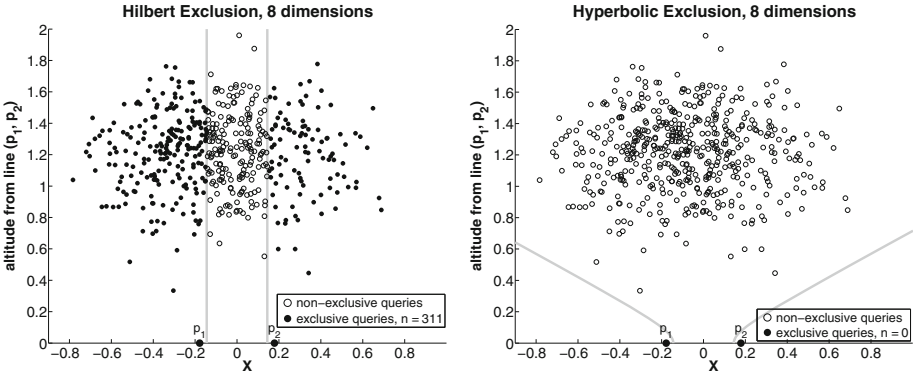 Hilbert Exclusion, 8 dimensions
2
1.8
1.6
1.4
1.2
1
0.8
0.6
0.4
0.2
0
altitude from line (p1, p2)
p1
p2
non-exclusive queries
exclusive queries, n = 311
−0.8 −0.6 −0.4 −0.2 0 0.2 0.4 0.6 0.8
X
Hyperbolic Exclusion, 8 dimensions
2
1.8
1.6
1.4
1.2
1
0.8
0.6
0.4
0.2
0
altitude from line (p1, p2)
p1
p2
non-exclusive queries
exclusive queries, n = 0
−0.8 −0.6 −0.4 −0.2 0 0.2 0.4 0.6 0.8
X